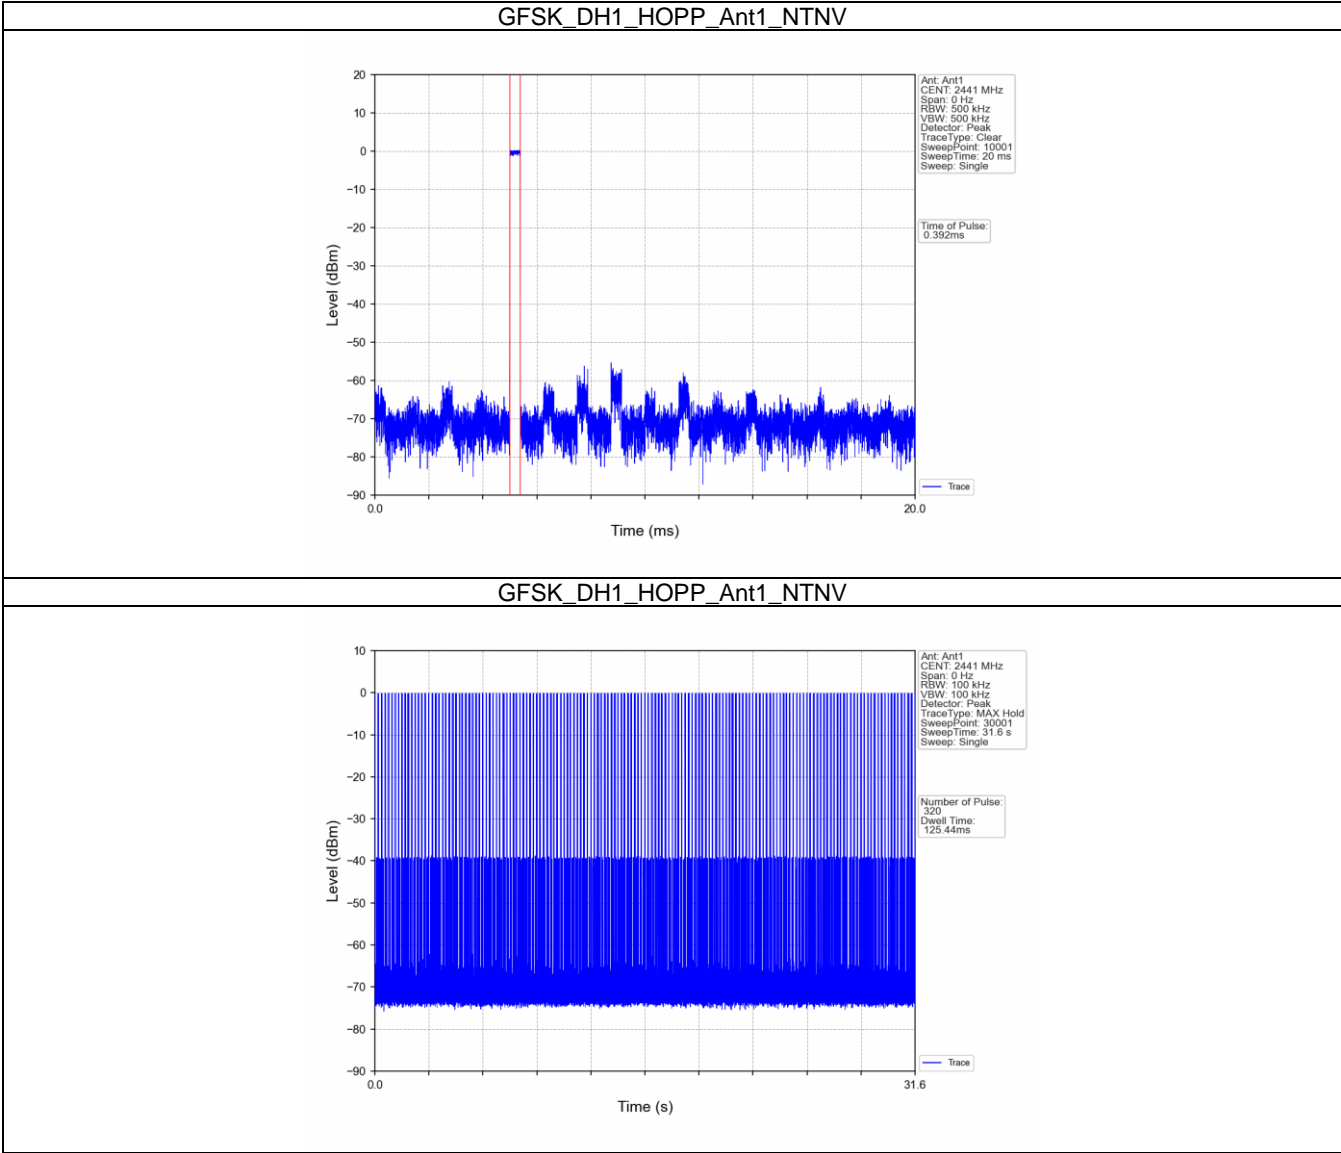 GFSK_DH1_HOPP_Ant1_NTNV
20
10
0
−10
−20
−30
−40
−50
−60
−70
−80
−90
Level (dBm)
0.0
20.0
Time (ms)
Ant: Ant1
CENT: 2441 MHz
Span: 0 Hz
RBW: 500 kHz
VBW: 500 kHz
Detector: Peak
TraceType: Clear
SweepPoint: 10001
SweepTime: 20 ms
Sweep: Single
Time of Pulse:
0.392ms
Trace
GFSK_DH1_HOPP_Ant1_NTNV
10
0
−10
−20
−30
−40
−50
−60
−70
−80
−90
Level (dBm)
0.0
31.6
Time (s)
Ant: Ant1
CENT: 2441 MHz
Span: 0 Hz
RBW: 100 kHz
VBW: 100 kHz
Detector: Peak
TraceType: MAX Hold
SweepPoint: 30001
SweepTime: 31.6 s
Sweep: Single
Number of Pulse:
320
Dwell Time:
125.44ms
Trace